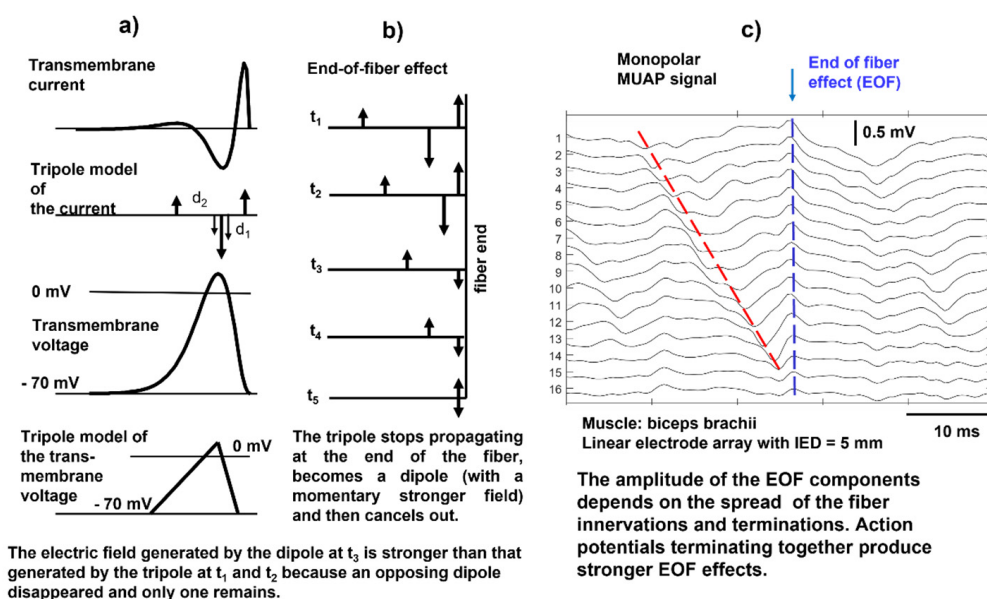 a)
Transmembrane
current
Tripole model
of
the current
d2
d1
0 mV
Transmembrane
voltage
- 70 mV
Tripole model of
the trans-
membrane
voltage
0 mV
- 70 mV
b)
End-of-fiber effect
t1
t2
t3
t4
t5
fiber end
The tripole stops propagating
at the end of the fiber,
becomes a dipole (with a
momentary stronger field)
and then cancels out.
The electric field generated by the dipole at t3 is stronger than that
generated by the tripole at t1 and t2 because an opposing dipole
disappeared and only one remains.
c)
Monopolar
MUAP signal
End of fiber
effect (EOF)
0.5 mV
1
2
3
4
5
6
7
8
9
10
11
12
13
14
15
16
10 ms
Muscle: biceps brachii
Linear electrode array with IED = 5 mm
The amplitude of the EOF components
depends on the spread of the fiber
innervations and terminations. Action
potentials terminating together produce
stronger EOF effects.